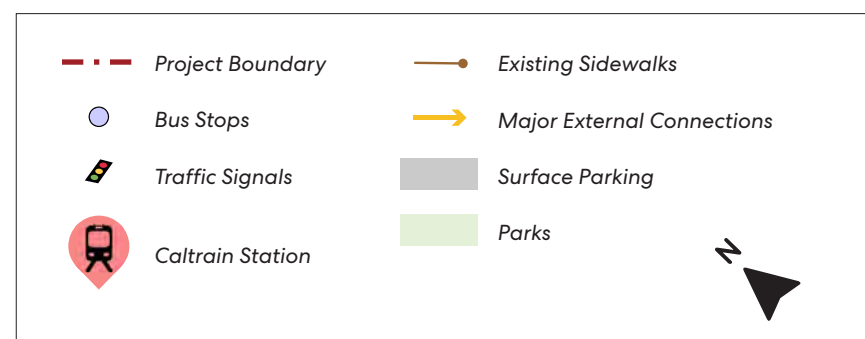 Project Boundary
Bus Stops
Traffic Signals
Caltrain Station
Existing Sidewalks
Major External Connections
Surface Parking
Parks
N